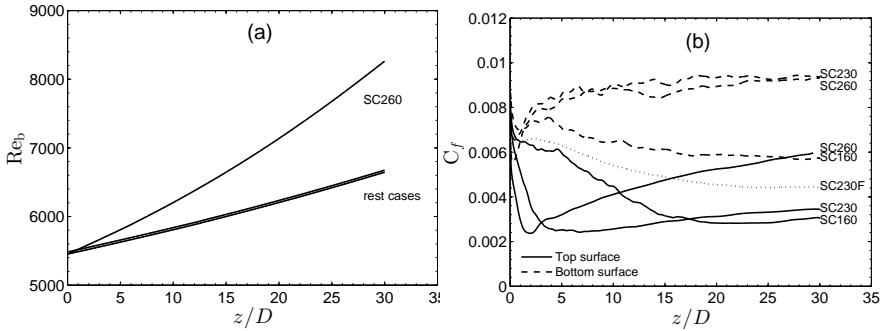 (a)
9000
8000
7000
6000
5000
Re_b
SC260
rest cases
0 5 10 15 20 25 30 35
z/D
(b)
0.012
0.01
0.008
0.006
0.004
0.002
0
C_f
SC230
SC260
SC260
SC160
SC230F
SC230
SC160
Top surface
Bottom surface
0 5 10 15 20 25 30 35
z/D